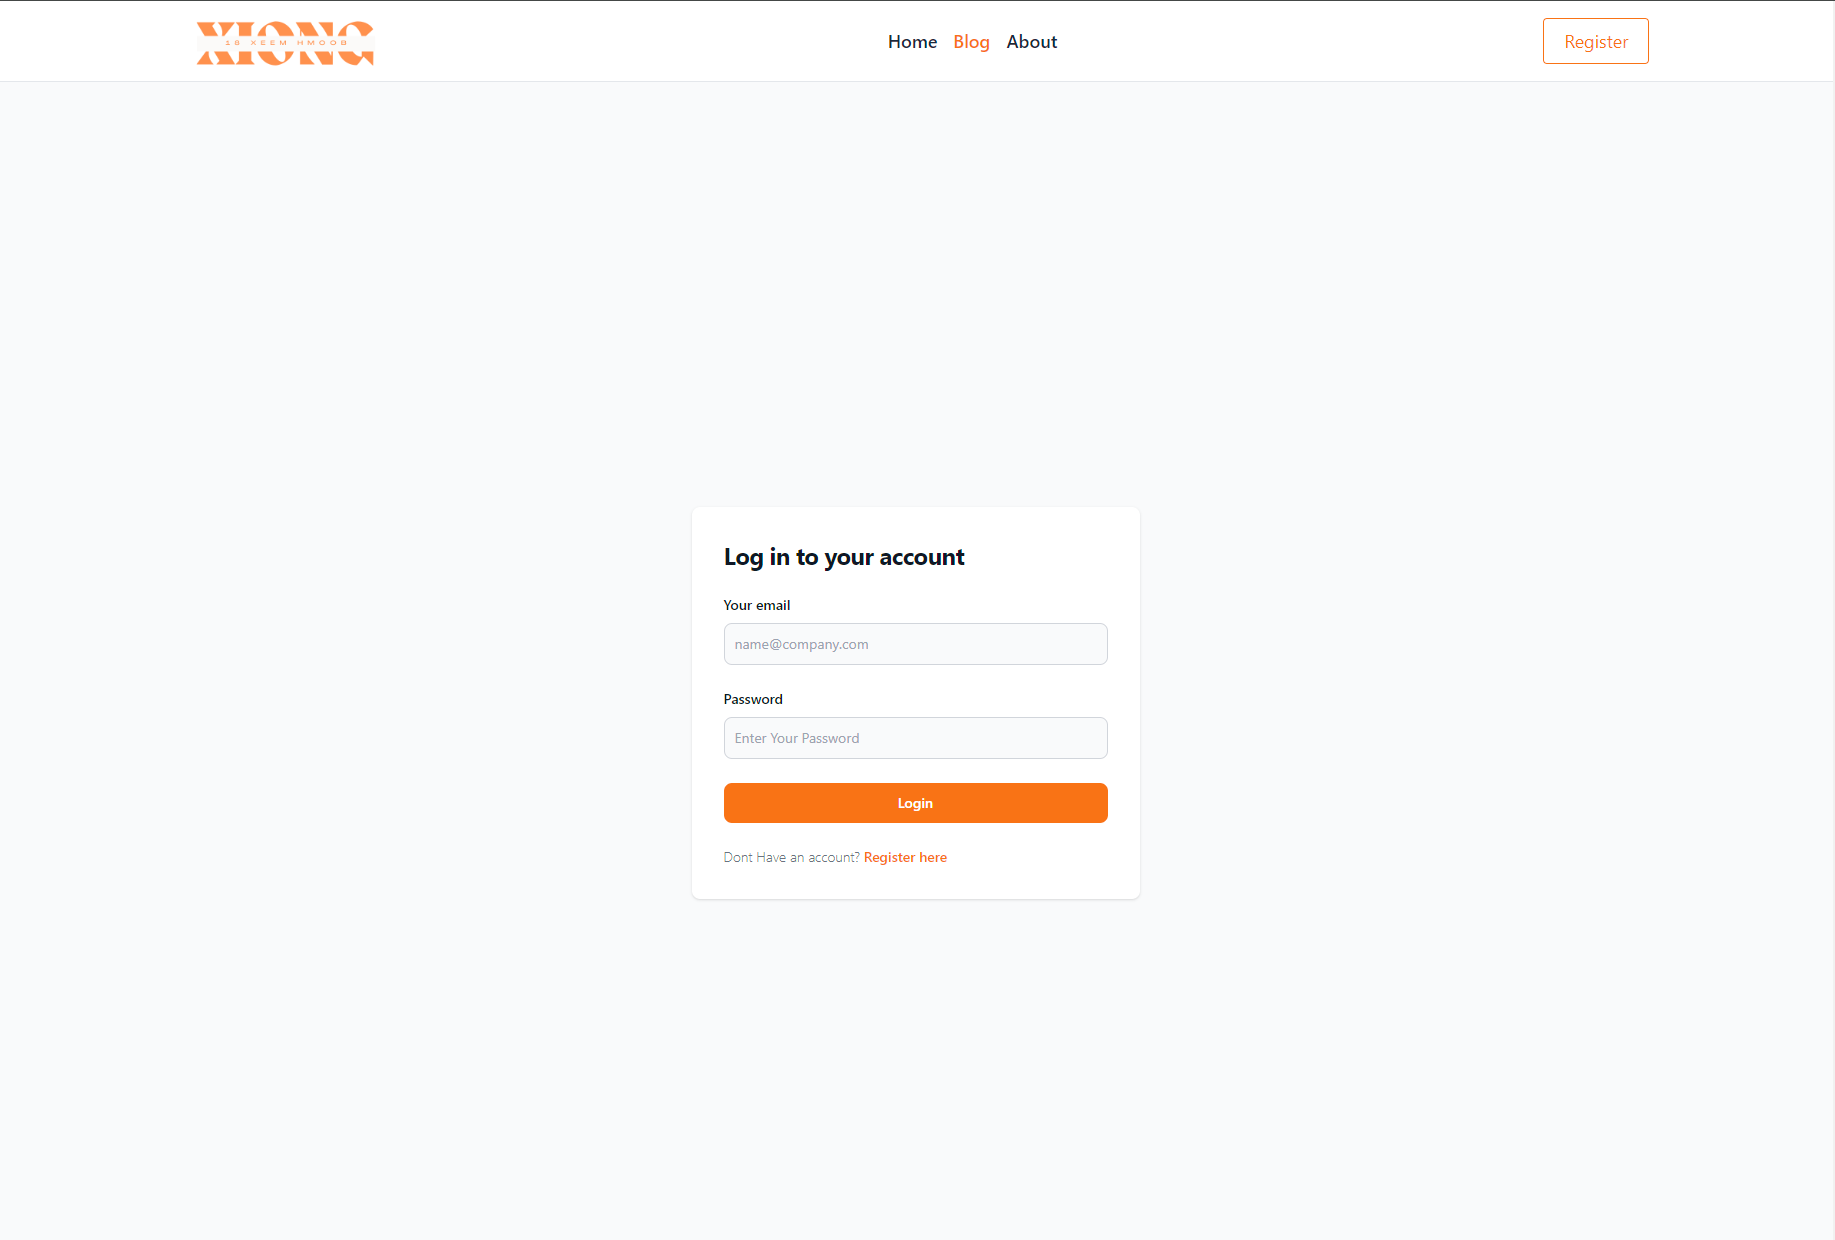 XIONG
18 XEEM HMOOB
Home Blog About
Register
Log in to your account
Your email
name@company.com
Password
Enter Your Password
Login
Dont Have an account? Register here